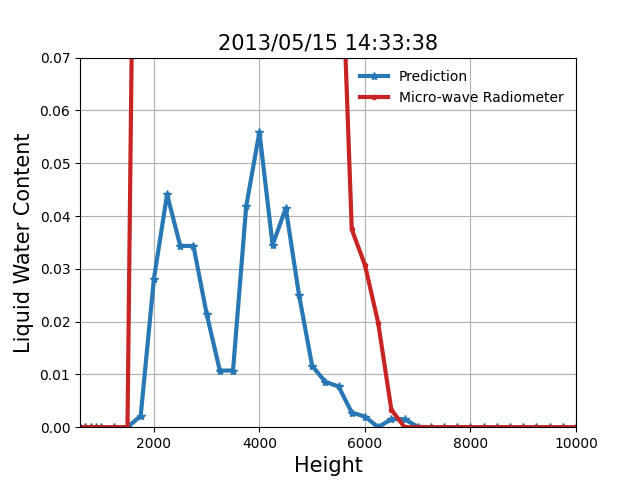 2013/05/15 14:33:38
0.07
0.06
0.05
0.04
0.03
0.02
0.01
0.00
Liquid Water Content
Prediction
Micro-wave Radiometer
2000 4000 6000 8000 10000
Height